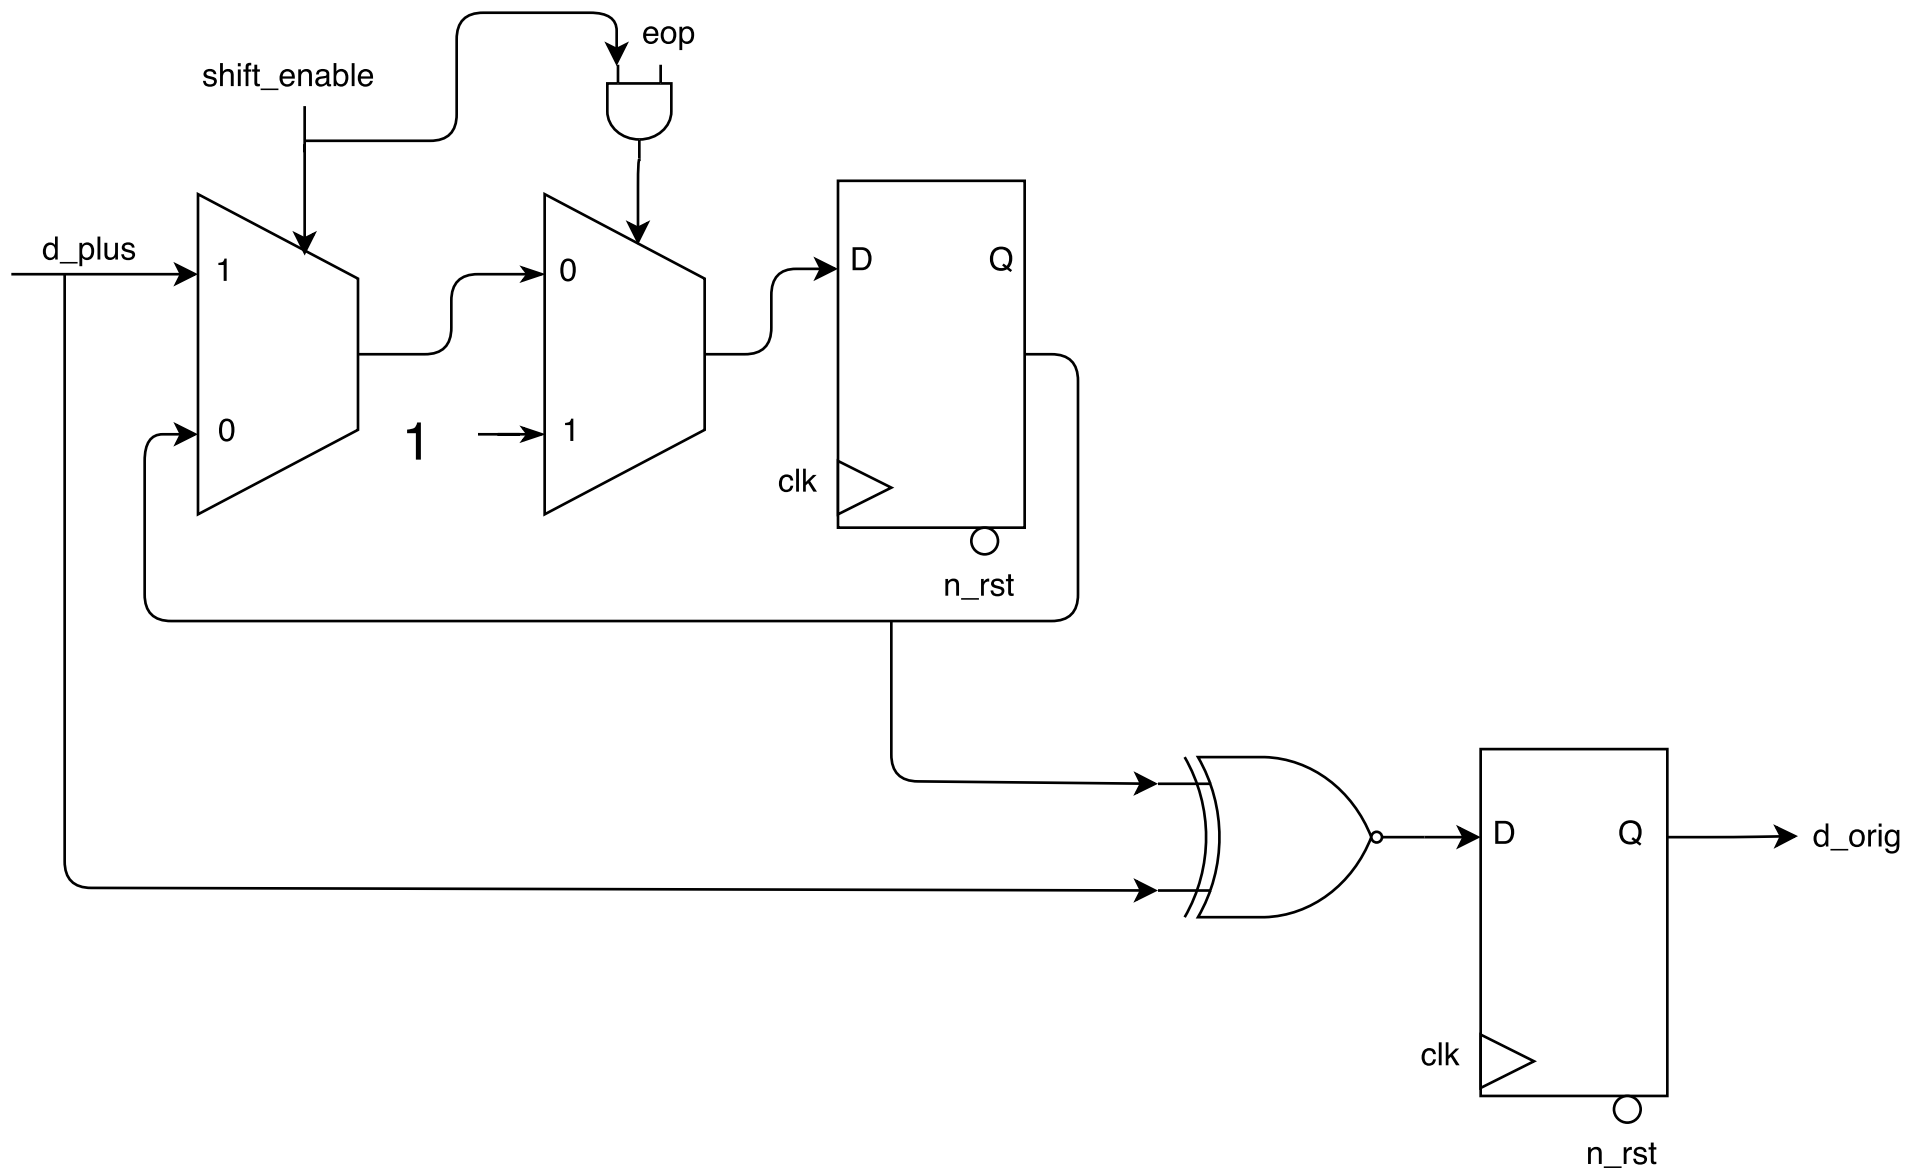 eop
shift_enable
d_plus
1
0
D
Q
0
1
1
clk
n_rst
D
Q
d_orig
clk
n_rst